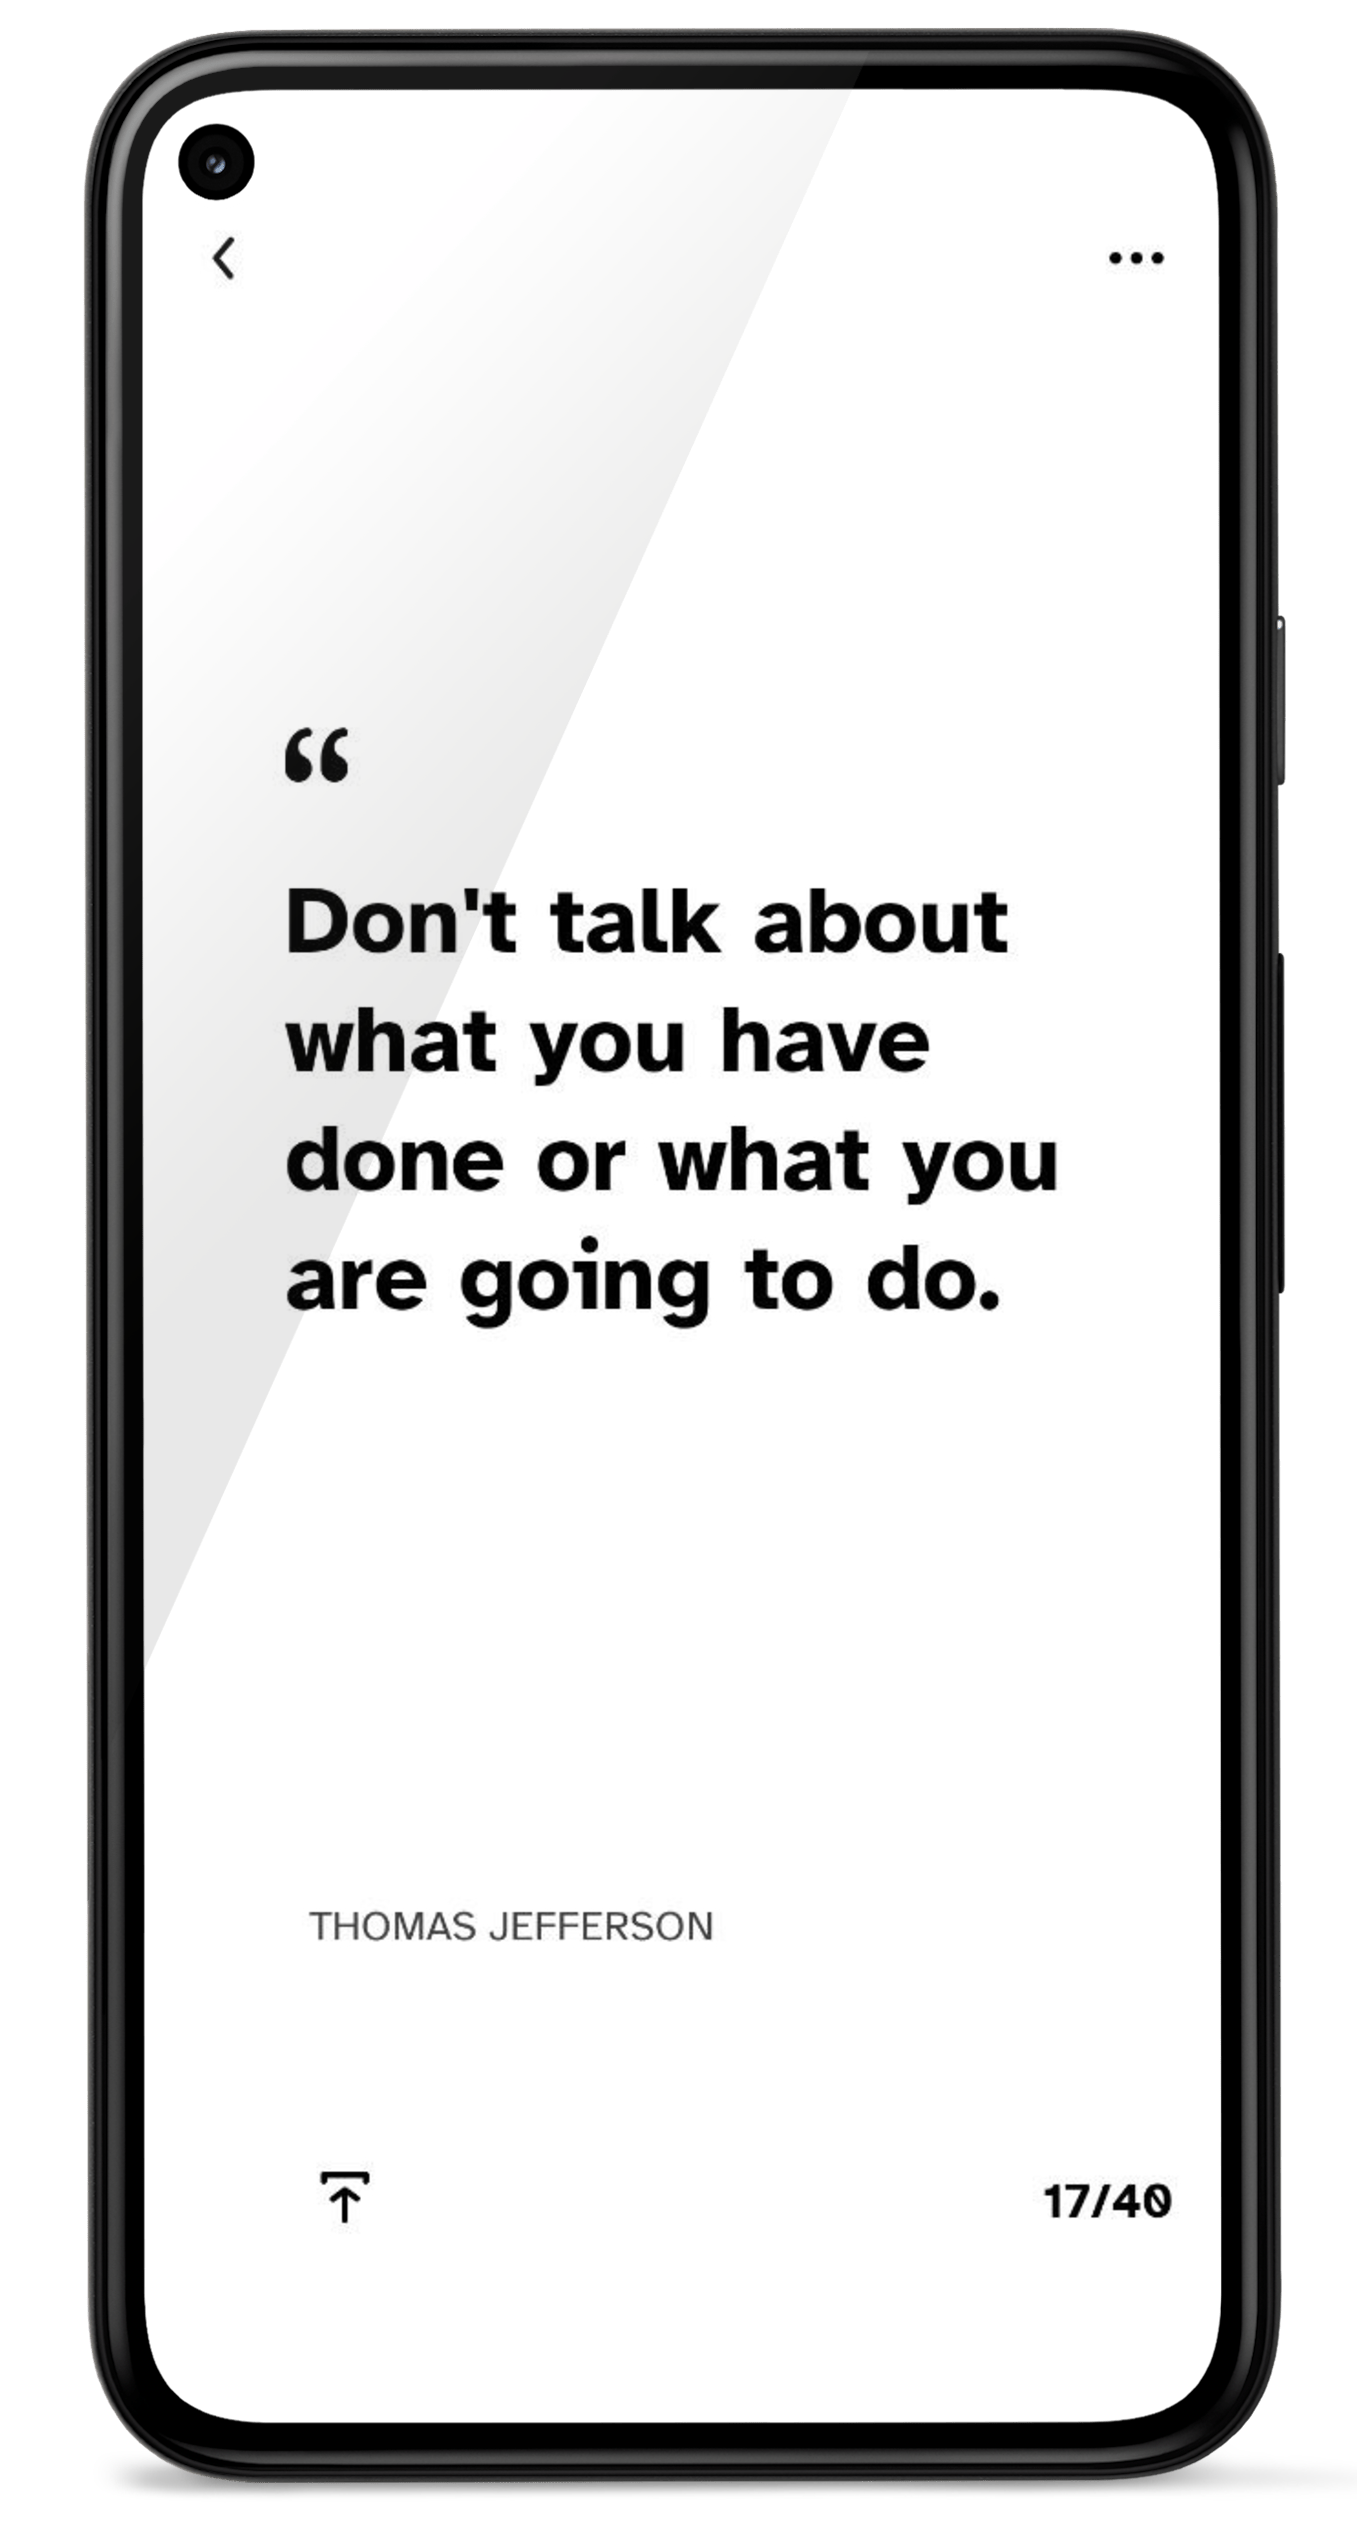 “
Don't talk about
what you have
done or what you
are going to do.
THOMAS JEFFERSON
17/40